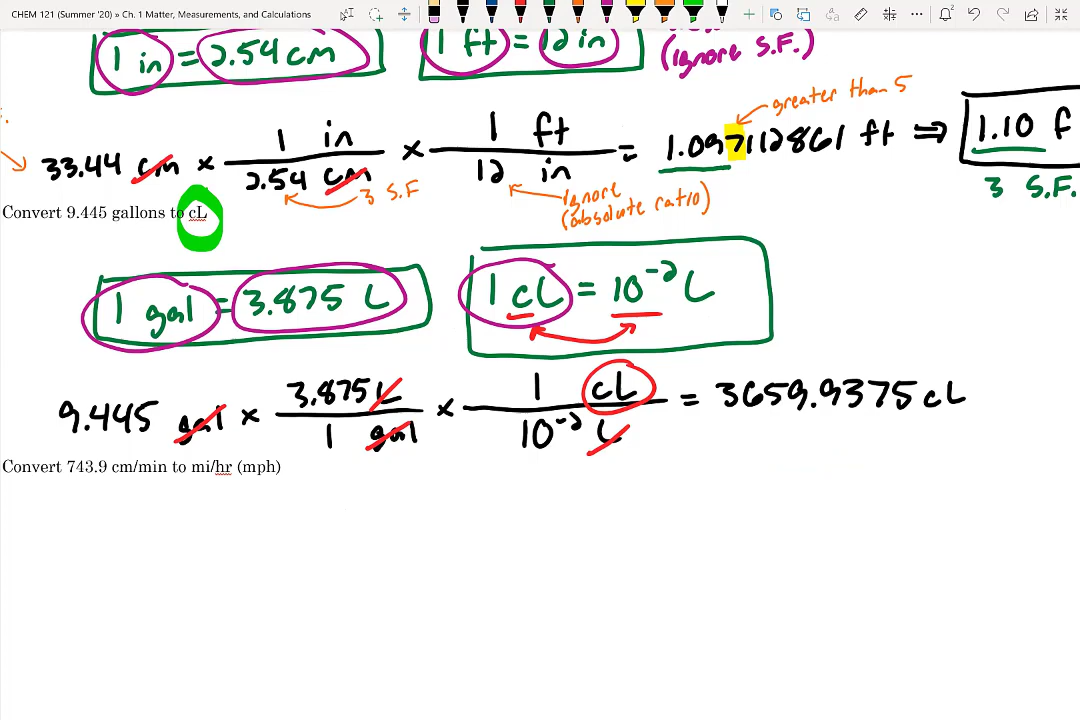 CHEM 121 (Summer '20) » Ch. 1 Matter, Measurements, and Calculations
1 in = 2.54 cm 1 ft = 12 in (ignore S.F.)
greater than 5
33.44 cm × 1 in / 2.54 cm × 1 ft / 12 in = 1.097112861 ft ⇒ 1.10 f
3 S.F
ignore (absolute ratio)
3 S.F.
Convert 9.445 gallons to cL
1 gal = 3.875 L 1 cL = 10⁻² L
9.445 gal × 3.875 L / 1 gal × 1 cL / 10⁻² L = 3659.9375 cL
Convert 743.9 cm/min to mi/hr (mph)